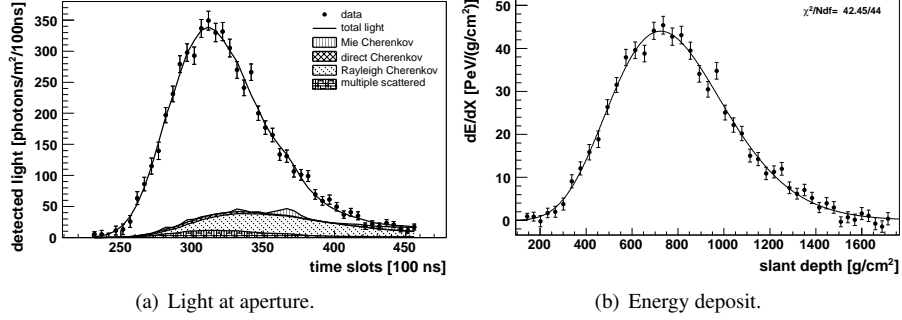 detected light [photons/m²/100ns]
350
300
250
200
150
100
50
0
data
total light
Mie Cherenkov
direct Cherenkov
Rayleigh Cherenkov
multiple scattered
250 300 350 400 450
time slots [100 ns]
(a) Light at aperture.
dE/dX [PeV/(g/cm²)]
50
40
30
20
10
0
χ²/Ndf= 42.45/44
200 400 600 800 1000 1200 1400 1600
slant depth [g/cm²]
(b) Energy deposit.